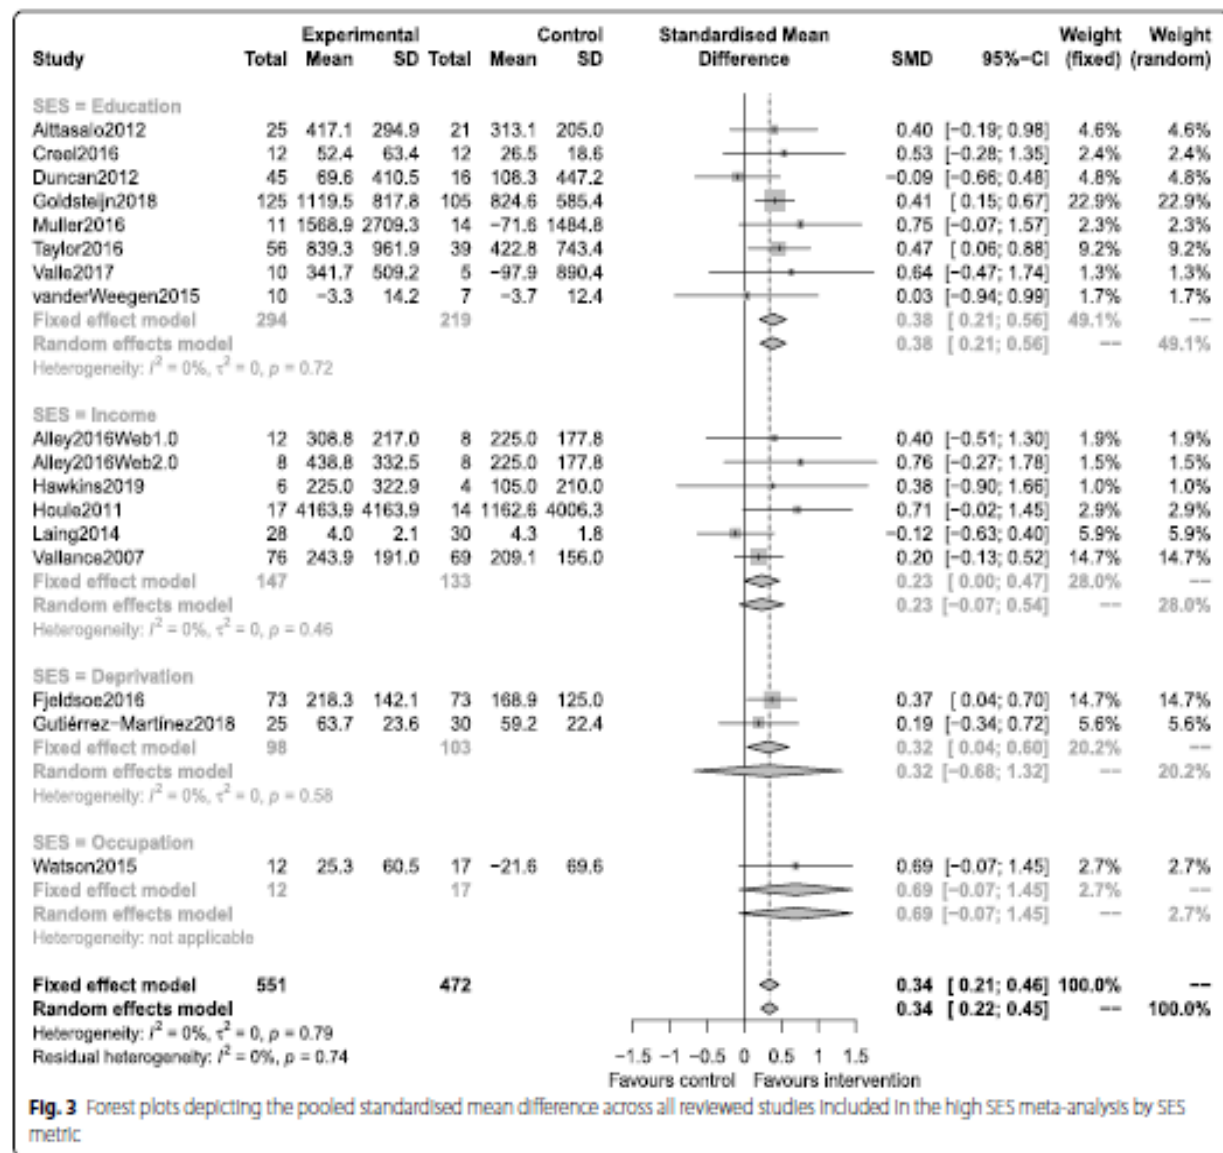 Experimental Control Standardised Mean Weight Weight
Study Total Mean SD Total Mean SD Difference SMD 95%-CI (fixed) (random)
SES = Education
Aittasalo2012 25 417.1 294.9 21 313.1 205.0 0.40 [-0.19; 0.98] 4.6% 4.6%
Creel2016 12 52.4 63.4 12 26.5 18.6 0.53 [-0.28; 1.35] 2.4% 2.4%
Duncan2012 45 69.6 410.5 16 108.3 447.2 -0.09 [-0.66; 0.48] 4.8% 4.8%
Goldsteijn2018 125 1119.5 817.8 105 824.6 585.4 0.41 [ 0.15; 0.67] 22.9% 22.9%
Muller2016 11 1568.9 2709.3 14 -71.6 1484.8 0.75 [-0.07; 1.57] 2.3% 2.3%
Taylor2016 56 839.3 961.9 39 422.8 743.4 0.47 [ 0.06; 0.88] 9.2% 9.2%
Valle2017 10 341.7 509.2 5 -97.9 890.4 0.64 [-0.47; 1.74] 1.3% 1.3%
vanderWeegen2015 10 -3.3 14.2 7 -3.7 12.4 0.03 [-0.94; 0.99] 1.7% 1.7%
Fixed effect model 294 219 0.38 [ 0.21; 0.56] 49.1% --
Random effects model 0.38 [ 0.21; 0.56] -- 49.1%
Heterogeneity: I² = 0%, τ² = 0, p = 0.72
SES = Income
Alley2016Web1.0 12 308.8 217.0 8 225.0 177.8 0.40 [-0.51; 1.30] 1.9% 1.9%
Alley2016Web2.0 8 438.8 332.5 8 225.0 177.8 0.76 [-0.27; 1.78] 1.5% 1.5%
Hawkins2019 6 225.0 322.9 4 105.0 210.0 0.38 [-0.90; 1.66] 1.0% 1.0%
Houle2011 17 4163.9 4163.9 14 1162.6 4006.3 0.71 [-0.02; 1.45] 2.9% 2.9%
Laing2014 28 4.0 2.1 30 4.3 1.8 -0.12 [-0.63; 0.40] 5.9% 5.9%
Vallance2007 76 243.9 191.0 69 209.1 156.0 0.20 [-0.13; 0.52] 14.7% 14.7%
Fixed effect model 147 133 0.23 [ 0.00; 0.47] 28.0% --
Random effects model 0.23 [-0.07; 0.54] -- 28.0%
Heterogeneity: I² = 0%, τ² = 0, p = 0.46
SES = Deprivation
Fjeldsoe2016 73 218.3 142.1 73 168.9 125.0 0.37 [ 0.04; 0.70] 14.7% 14.7%
Gutiérrez-Martínez2018 25 63.7 23.6 30 59.2 22.4 0.19 [-0.34; 0.72] 5.6% 5.6%
Fixed effect model 98 103 0.32 [ 0.04; 0.60] 20.2% --
Random effects model 0.32 [-0.68; 1.32] -- 20.2%
Heterogeneity: I² = 0%, τ² = 0, p = 0.58
SES = Occupation
Watson2015 12 25.3 60.5 17 -21.6 69.6 0.69 [-0.07; 1.45] 2.7% 2.7%
Fixed effect model 12 17 0.69 [-0.07; 1.45] 2.7% --
Random effects model 0.69 [-0.07; 1.45] -- 2.7%
Heterogeneity: not applicable
Fixed effect model 551 472 0.34 [ 0.21; 0.46] 100.0% --
Random effects model 0.34 [ 0.22; 0.45] -- 100.0%
Heterogeneity: I² = 0%, τ² = 0, p = 0.79
Residual heterogeneity: I² = 0%, p = 0.74
-1.5 -1 -0.5 0 0.5 1 1.5
Favours control Favours intervention
Fig. 3 Forest plots depicting the pooled standardised mean difference across all reviewed studies included in the high SES meta-analysis by SES
metric